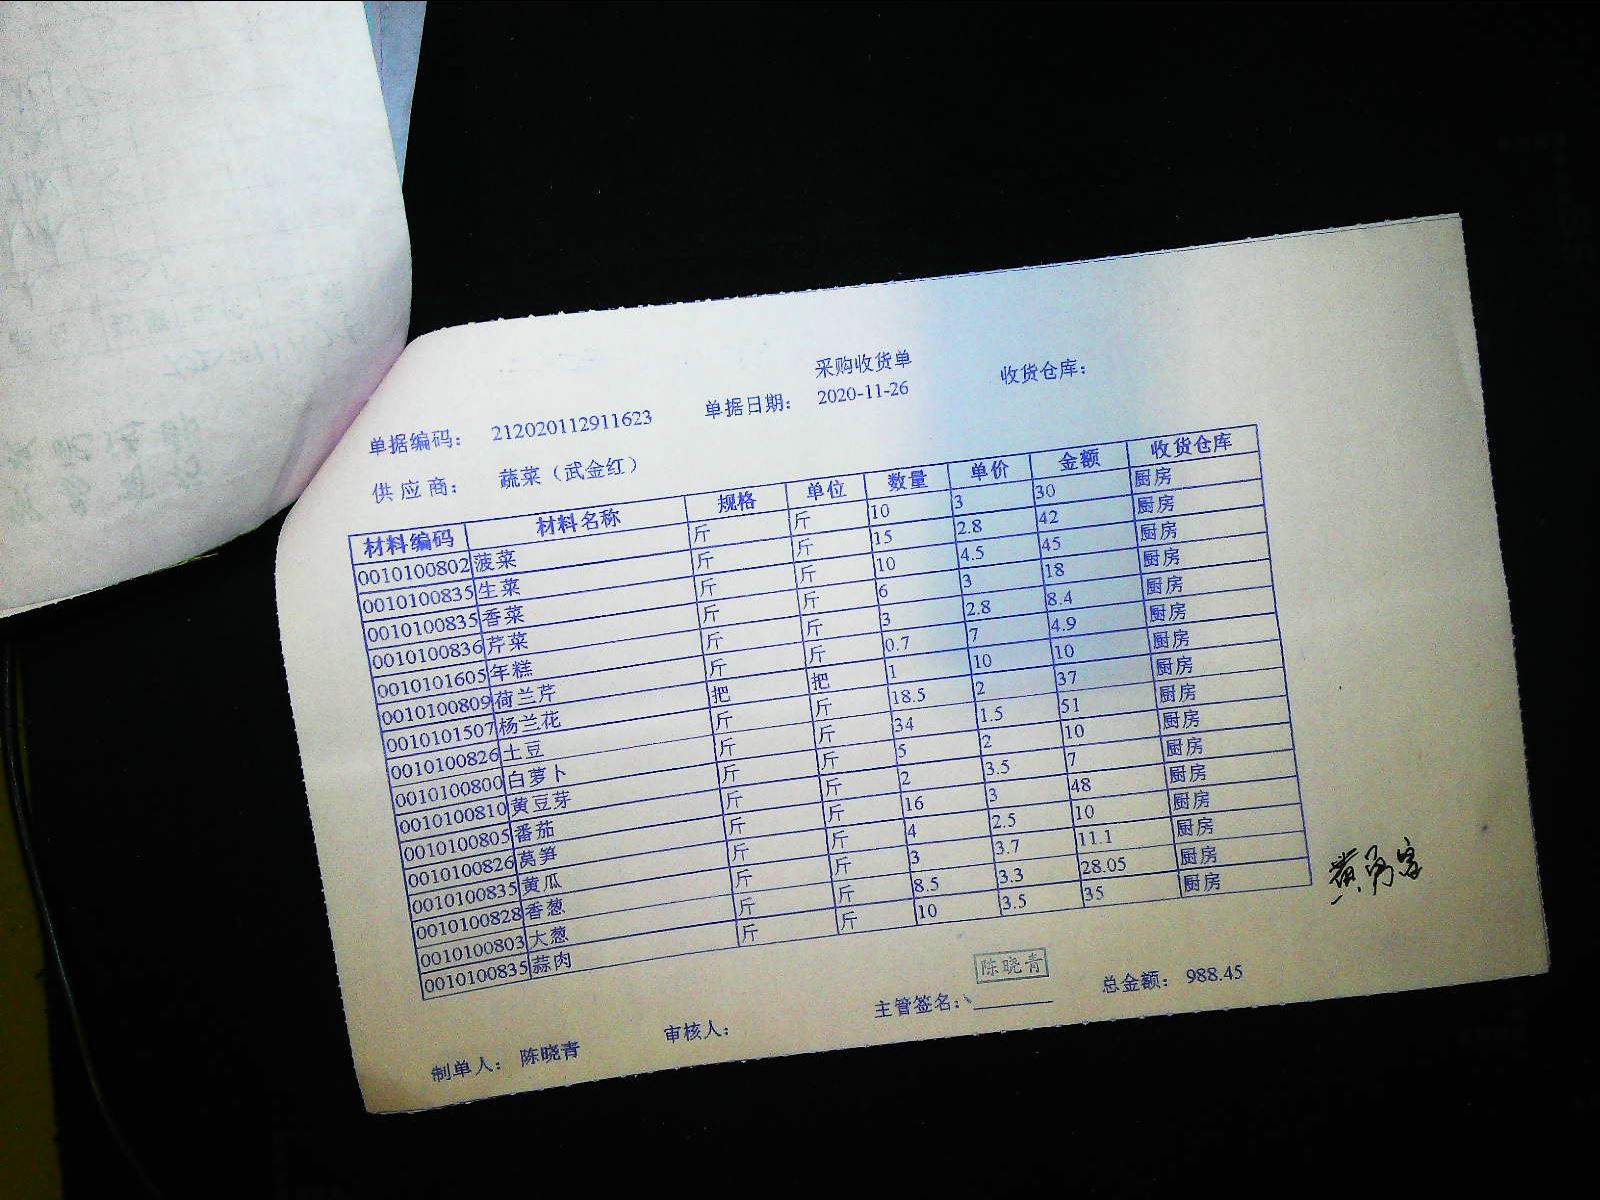 采购收货单
单据编码： 212020112911623 单据日期： 2020-11-26 收货仓库：
供应商： 蔬菜（武金红）
材料编码 材料名称 规格 单位 数量 单价 金额 收货仓库
0010100802 菠菜 斤 斤 10 3 30 厨房
0010100835 生菜 斤 斤 15 2.8 42 厨房
0010100835 香菜 斤 斤 10 4.5 45 厨房
0010100836 芹菜 斤 斤 6 3 18 厨房
0010101605 年糕 斤 斤 3 2.8 8.4 厨房
0010100809 荷兰芹 斤 斤 0.7 7 4.9 厨房
0010101507 杨兰花 把 把 1 10 10 厨房
0010100826 土豆 斤 斤 18.5 2 37 厨房
0010100800 白萝卜 斤 斤 34 1.5 51 厨房
0010100810 黄豆芽 斤 斤 5 2 10 厨房
0010100805 番茄 斤 斤 2 3.5 7 厨房
0010100826 莴笋 斤 斤 16 3 48 厨房
0010100835 黄瓜 斤 斤 4 2.5 10 厨房
0010100828 香葱 斤 斤 3 3.7 11.1 厨房
0010100803 大葱 斤 斤 8.5 3.3 28.05 厨房
0010100835 蒜肉 斤 斤 10 3.5 35 厨房
陈晓青
制单人： 陈晓青 审核人： 主管签名： 总金额： 988.45